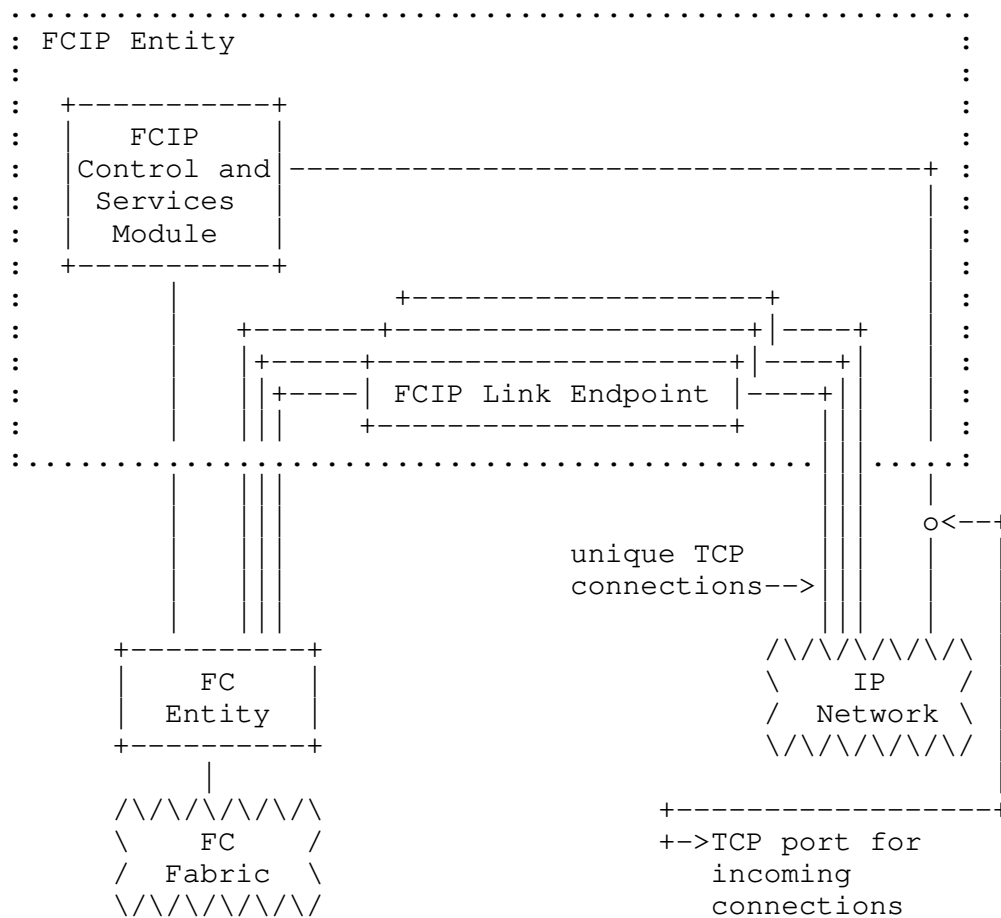 FCIP Entity
FCIP
Control and
Services
Module
FCIP Link Endpoint
unique TCP
connections-->
FC
Entity
IP
Network
FC
Fabric
+->TCP port for
incoming
connections